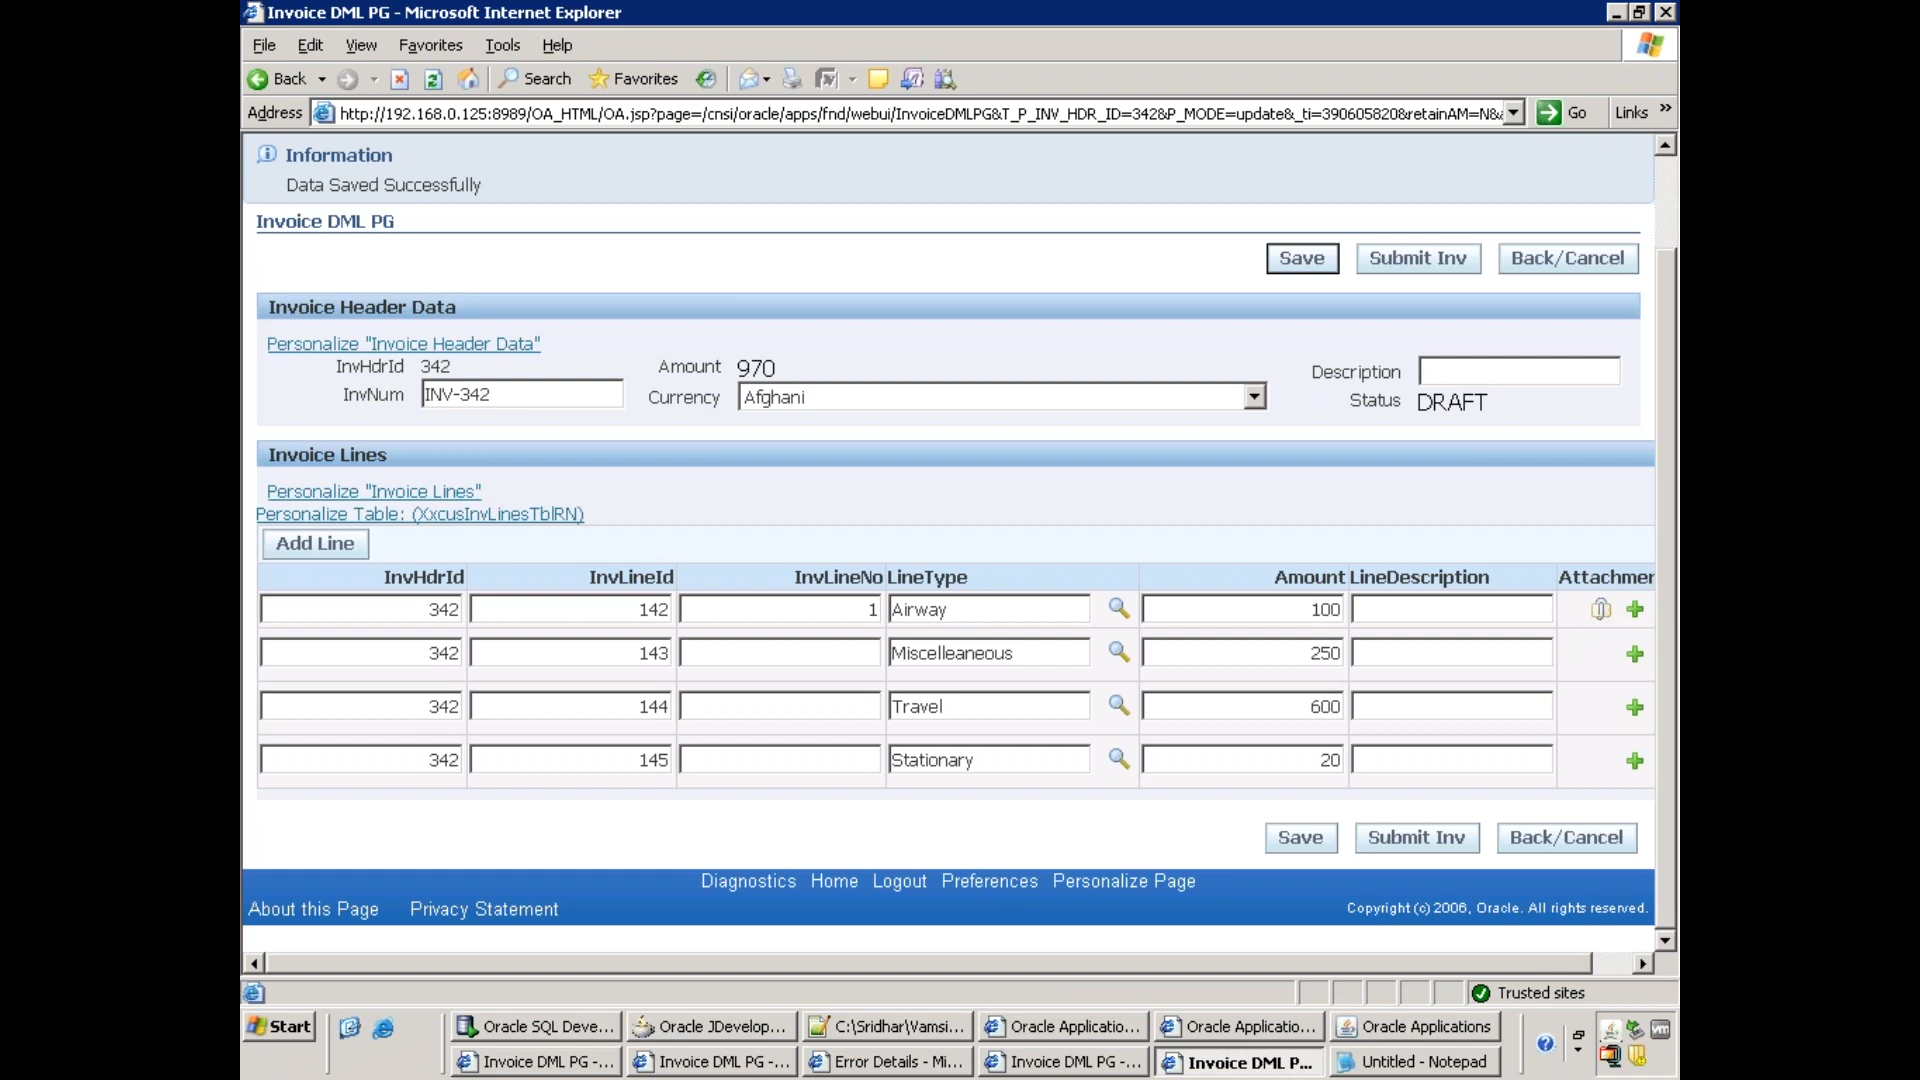 Invoice DML PG - Microsoft Internet Explorer
File Edit View Favorites Tools Help
Back Search Favorites
Address http://192.168.0.125:8989/OA_HTML/OA.jsp?page=/cnsi/oracle/apps/fnd/webui/InvoiceDMLPG&T_P_INV_HDR_ID=342&P_MODE=update&_ti=390605820&retainAM=N& Go Links »
Information
Data Saved Successfully
Invoice DML PG
Save Submit Inv Back/Cancel
Invoice Header Data
Personalize "Invoice Header Data"
InvHdrId 342 Amount 970 Description
InvNum INV-342 Currency Afghani Status DRAFT
Invoice Lines
Personalize "Invoice Lines"
Personalize Table: (XxcusInvLinesTblRN)
Add Line
InvHdrId InvLineId InvLineNo LineType Amount LineDescription Attachmer
342 142 1 Airway 100
342 143 Miscelleaneous 250
342 144 Travel 600
342 145 Stationary 20
Save Submit Inv Back/Cancel
Diagnostics Home Logout Preferences Personalize Page
About this Page Privacy Statement Copyright (c) 2006, Oracle. All rights reserved.
Trusted sites
Start Oracle SQL Deve... Oracle JDevelop... C:\Sridhar\Vamsi... Oracle Applicatio... Oracle Applicatio... Oracle Applications
Invoice DML PG -... Invoice DML PG -... Error Details - Mi... Invoice DML PG -... Invoice DML P... Untitled - Notepad